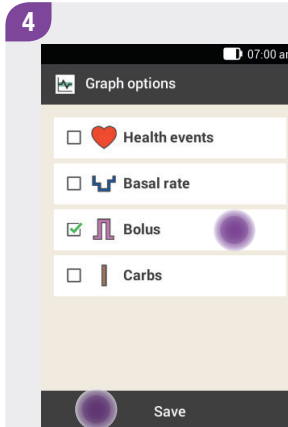 4
07:00 am
Graph options
Health events
Basal rate
Bolus
Carbs
Save